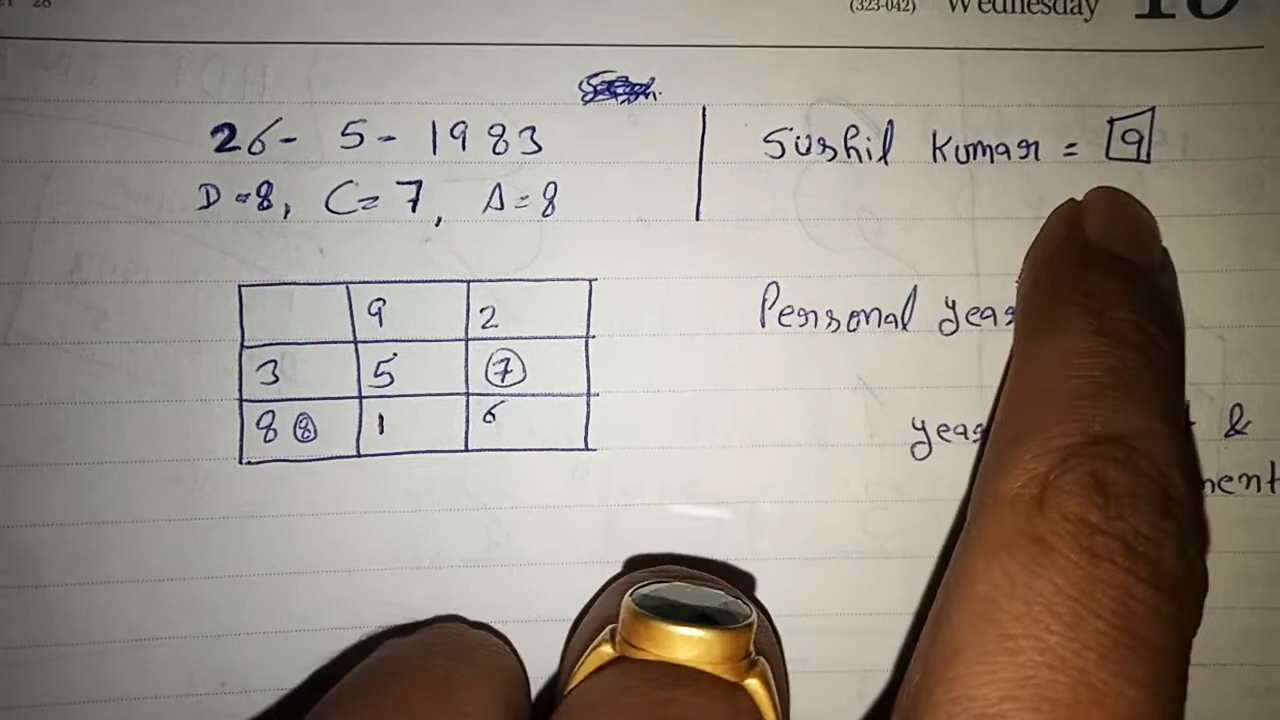 (323-042) Wednesday
26- 5- 1983
D=8, C=7, A=8
Sushil Kumar = 9
9 2
3 5 7
8 8 1 6
Personal
&